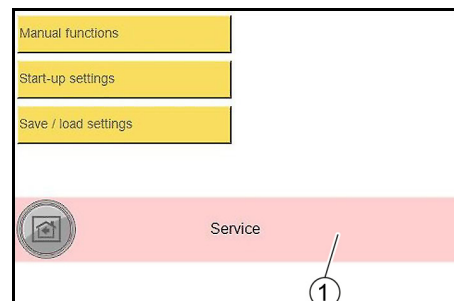 Manual functions
Start-up settings
Save / load settings
Service
1